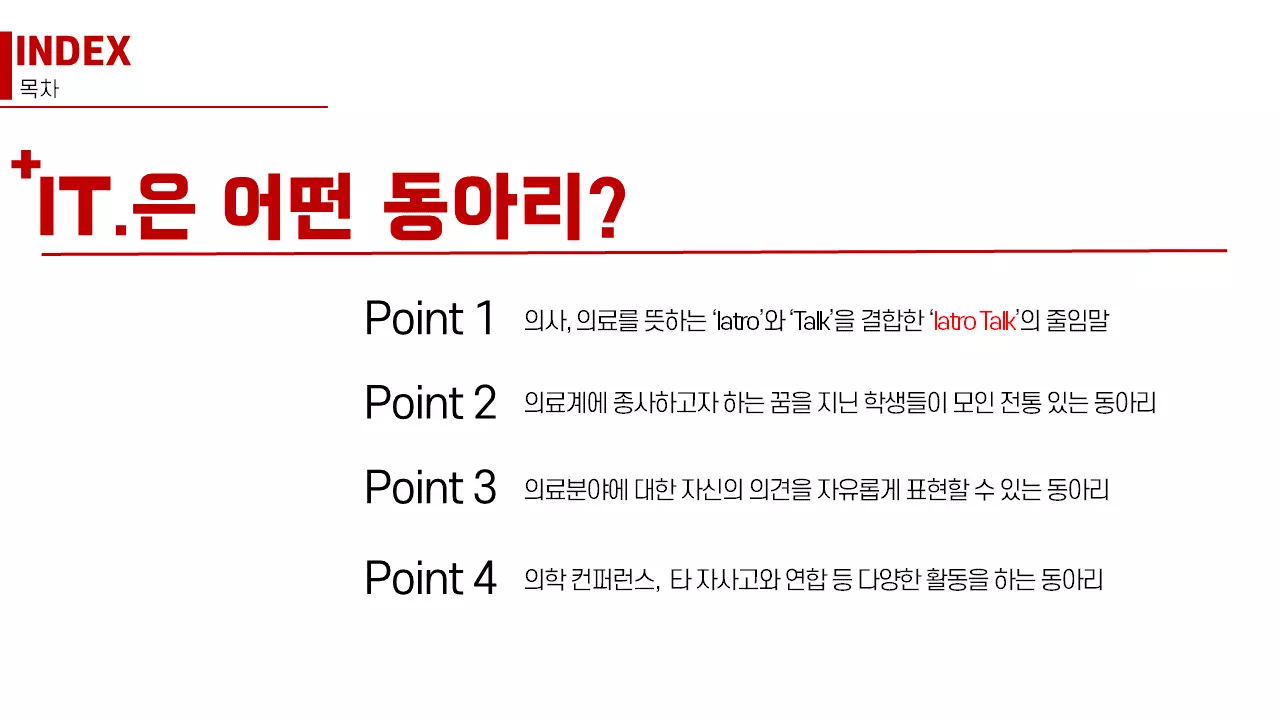 INDEX
목차
+IT.은 어떤 동아리?
Point 1 의사, 의료를 뜻하는 ‘Iatro’와 ‘Talk’을 결합한 ‘Iatro Talk’의 줄임말
Point 2 의료계에 종사하고자 하는 꿈을 지닌 학생들이 모인 전통 있는 동아리
Point 3 의료분야에 대한 자신의 의견을 자유롭게 표현할 수 있는 동아리
Point 4 의학 컨퍼런스, 타 자사고와 연합 등 다양한 활동을 하는 동아리